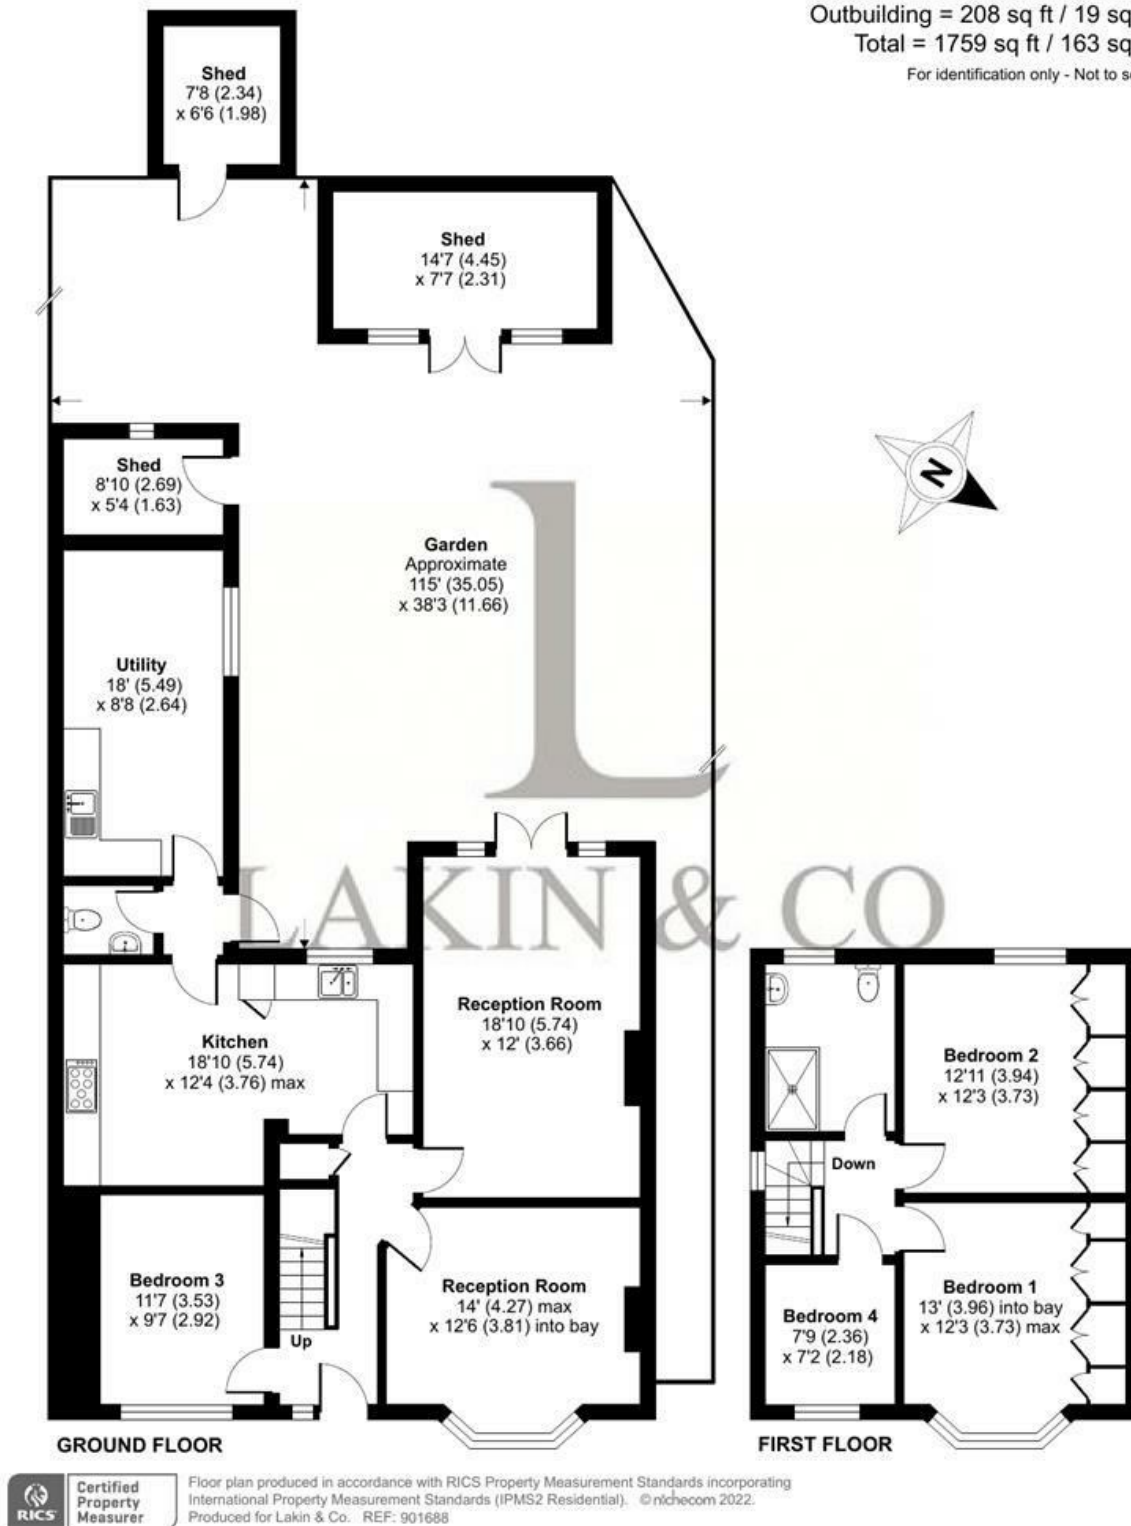 Outbuilding = 208 sq ft / 19 sq
Total = 1759 sq ft / 163 sq
For identification only - Not to s
Shed
7'8 (2.34)
x 6'6 (1.98)
Shed
14'7 (4.45)
x 7'7 (2.31)
Shed
8'10 (2.69)
x 5'4 (1.63)
N
Garden
Approximate
115' (35.05)
x 38'3 (11.66)
Utility
18' (5.49)
x 8'8 (2.64)
L
LAKIN & CO
Kitchen
18'10 (5.74)
x 12'4 (3.76) max
Reception Room
18'10 (5.74)
x 12' (3.66)
Bedroom 3
11'7 (3.53)
x 9'7 (2.92)
Up
Reception Room
14' (4.27) max
x 12'6 (3.81) into bay
GROUND FLOOR
Bedroom 2
12'11 (3.94)
x 12'3 (3.73)
Down
Bedroom 1
13' (3.96) into bay
x 12'3 (3.73) max
Bedroom 4
7'9 (2.36)
x 7'2 (2.18)
FIRST FLOOR
RICS
Certified
Property
Measurer
Floor plan produced in accordance with RICS Property Measurement Standards incorporating
International Property Measurement Standards (IPMS2 Residential). © nichecom 2022.
Produced for Lakin & Co. REF: 901688